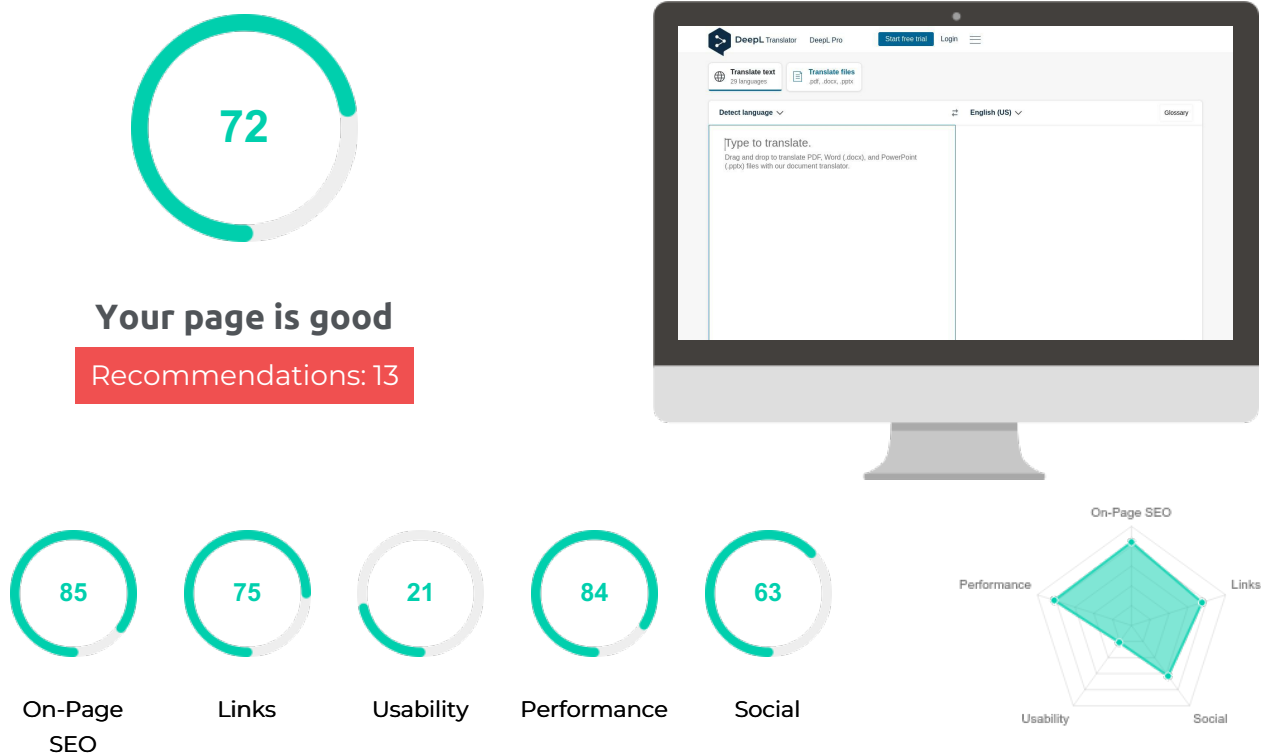 72
Your page is good
Recommendations: 13
DeepL Translator DeepL Pro Start free trial Login
Translate text
29 languages
Translate files
.pdf, .docx, .pptx
Detect language English (US) Glossary
Type to translate.
Drag and drop to translate PDF, Word (.docx), and PowerPoint
(.pptx) files with our document translator.
85 75 21 84 63
On-Page
SEO
Links
Usability
Performance
Social
On-Page SEO
Performance Links
Usability Social